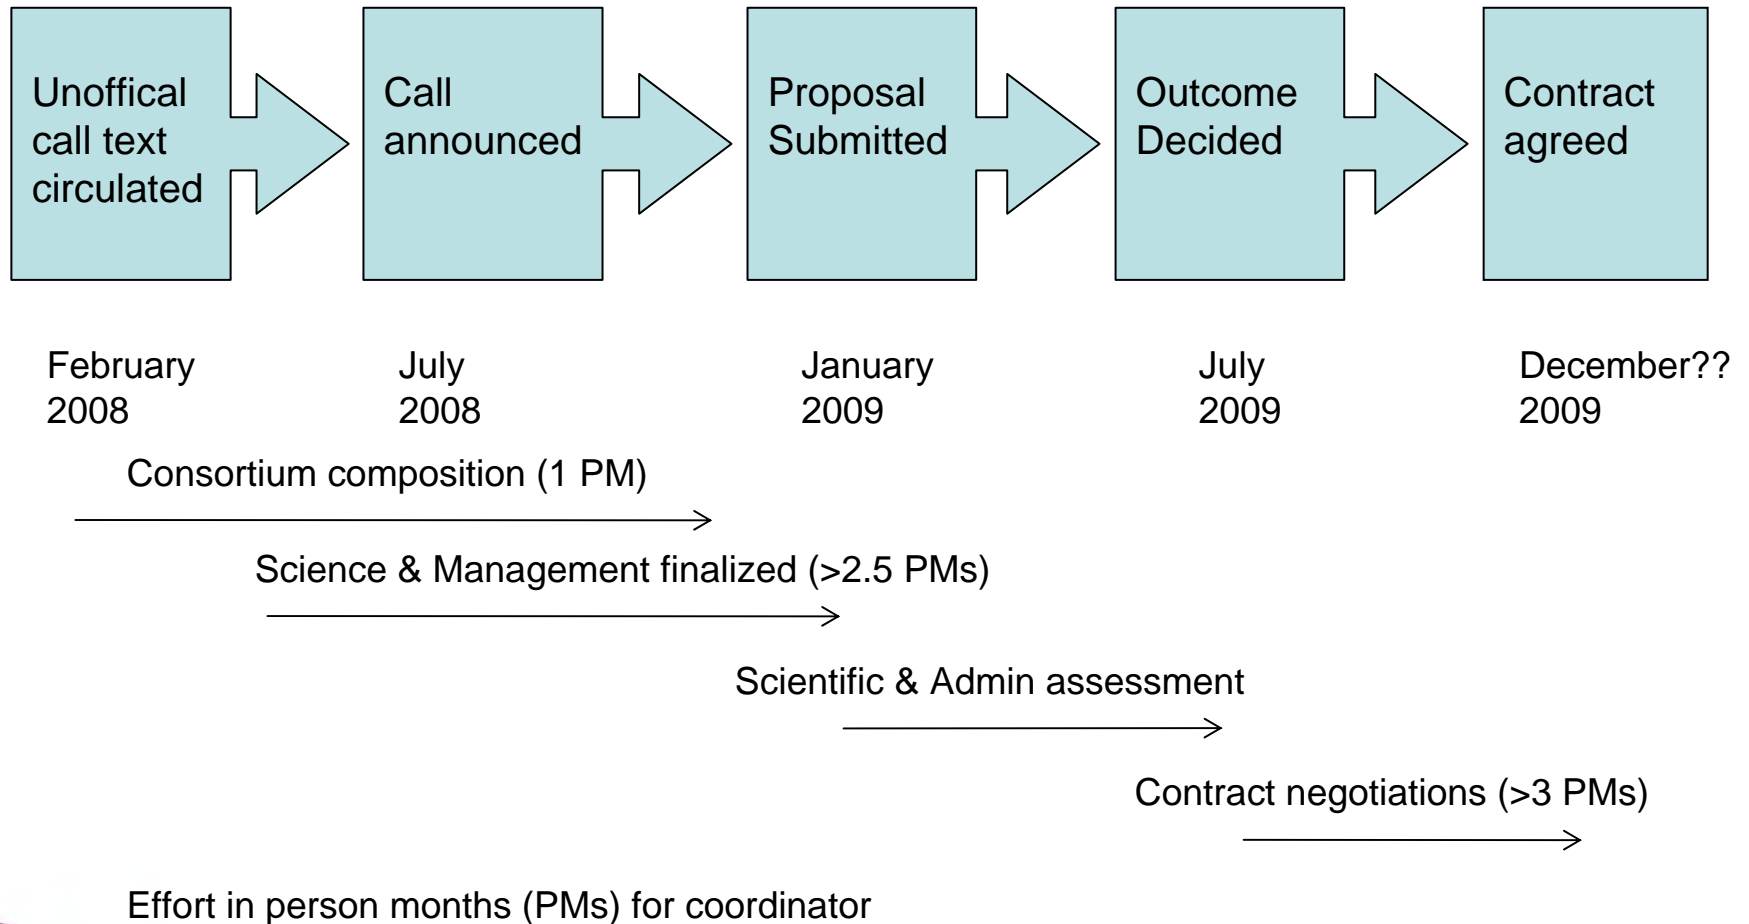 Unoffical
call text
circulated
Call
announced
Proposal
Submitted
Outcome
Decided
Contract
agreed
February
2008
July
2008
January
2009
July
2009
December??
2009
Consortium composition (1 PM)
Science & Management finalized (>2.5 PMs)
Scientific & Admin assessment
Contract negotiations (>3 PMs)
Effort in person months (PMs) for coordinator